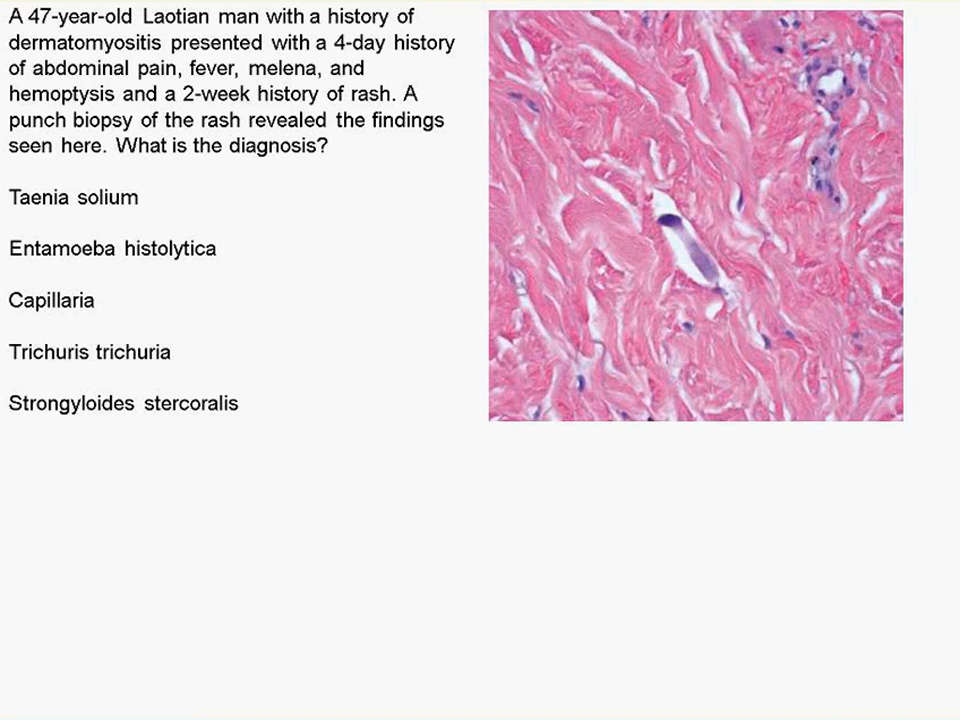 A 47-year-old Laotian man with a history of
dermatomyositis presented with a 4-day history
of abdominal pain, fever, melena, and
hemoptysis and a 2-week history of rash. A
punch biopsy of the rash revealed the findings
seen here. What is the diagnosis?
Taenia solium
Entamoeba histolytica
Capillaria
Trichuris trichuria
Strongyloides stercoralis